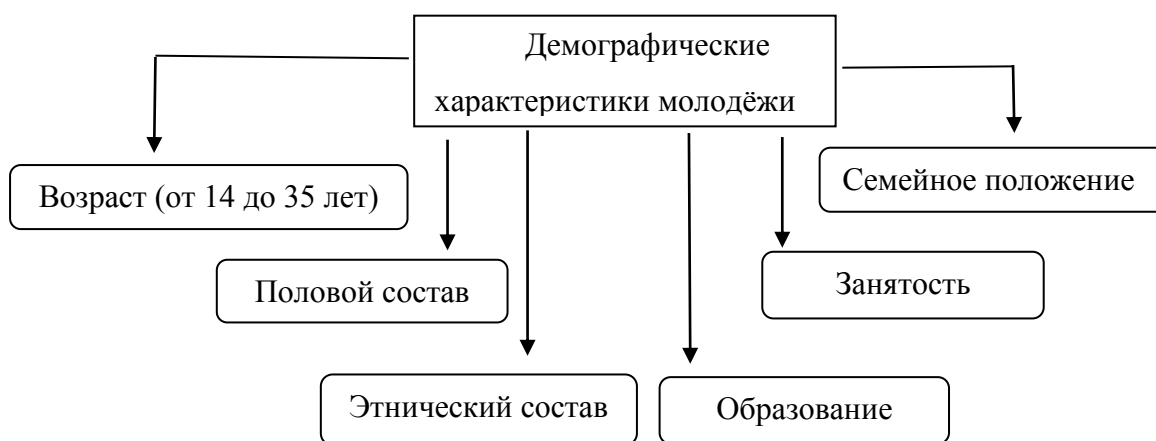 Демографические
характеристики молодёжи
Возраст (от 14 до 35 лет)
Семейное положение
Половой состав
Занятость
Этнический состав
Образование